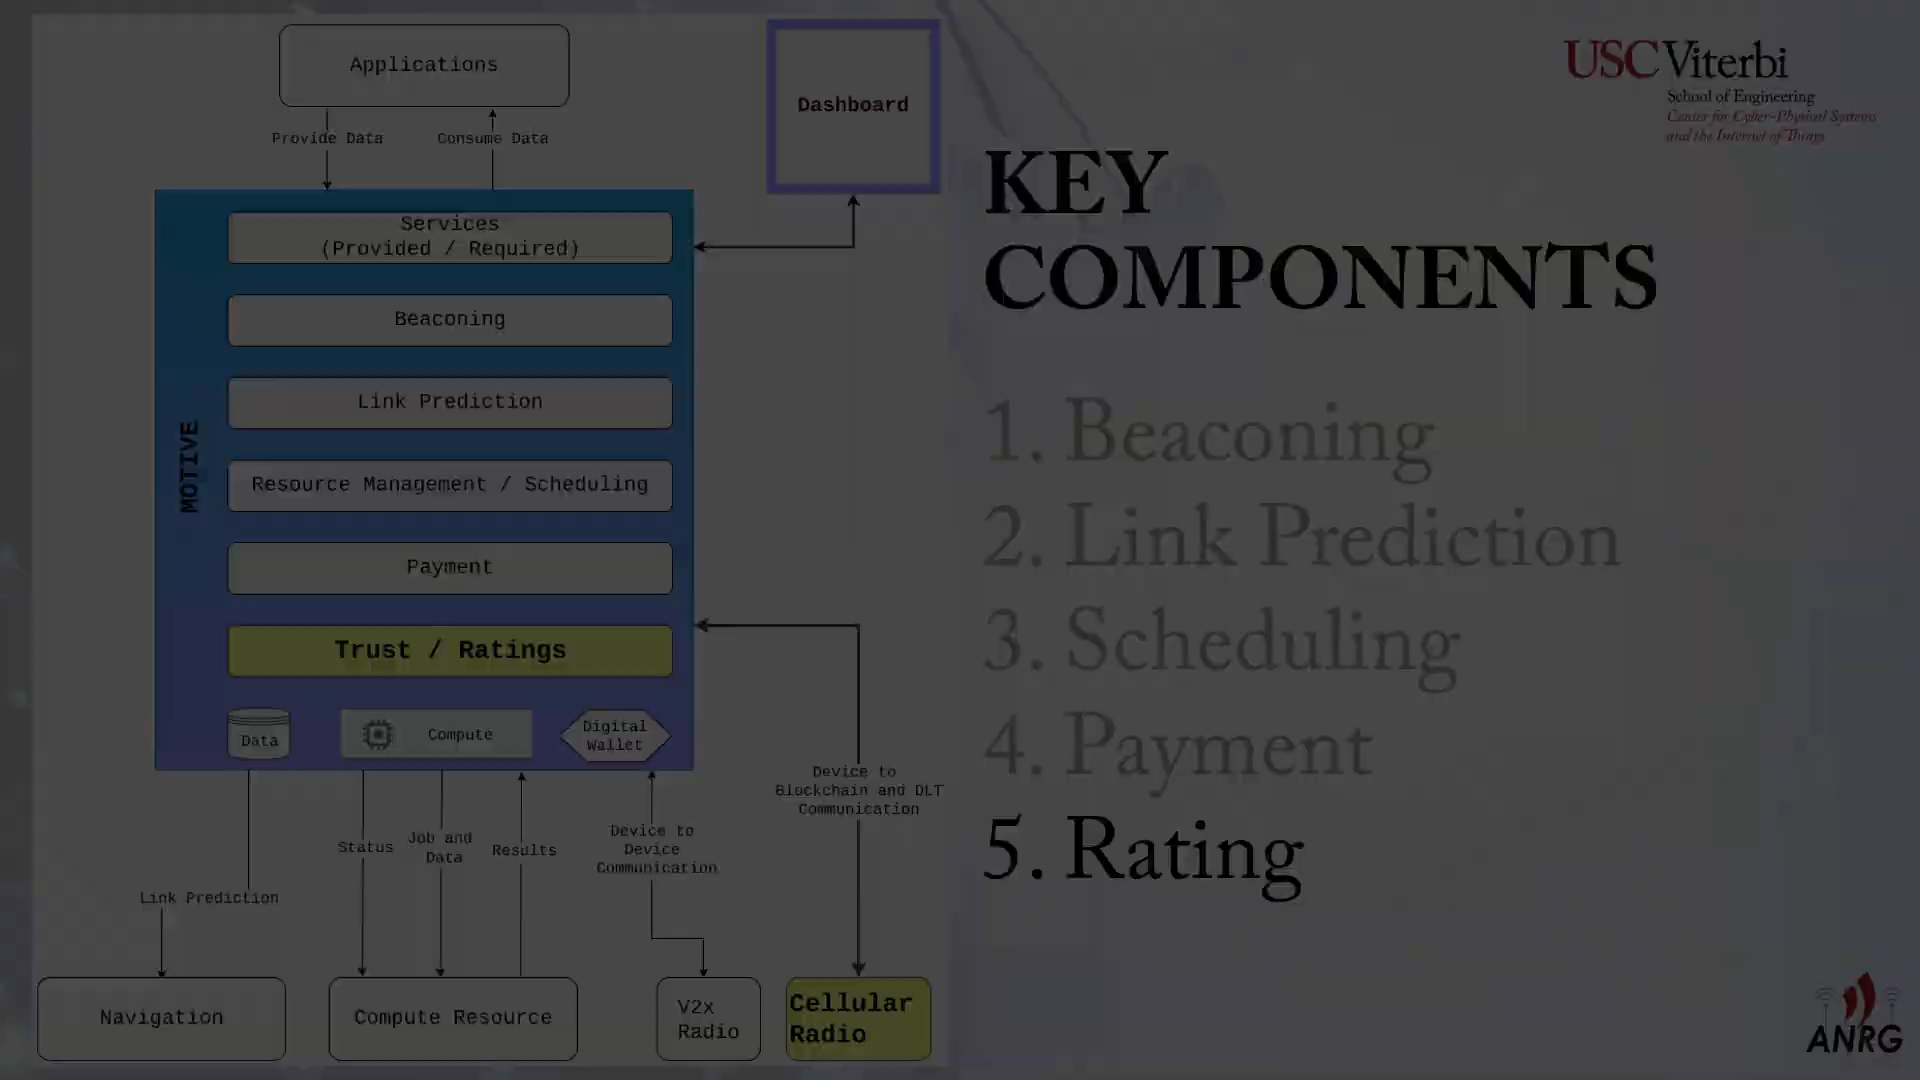 Applications
Dashboard
Provide Data
Consume Data
Services
(Provided / Required)
Beaconing
Link Prediction
MOTIVE
Resource Management / Scheduling
Payment
Trust / Ratings
Data
Compute
Digital
Wallet
Device to
Blockchain and DLT
Communication
Status
Job and
Data
Results
Device to
Device
Communication
Link Prediction
Navigation
Compute Resource
V2x
Radio
Cellular
Radio
USC Viterbi
School of Engineering
Center for Cyber-Physical Systems
and the Internet of Things
KEY
COMPONENTS
1. Beaconing
2. Link Prediction
3. Scheduling
4. Payment
5. Rating
ANRG